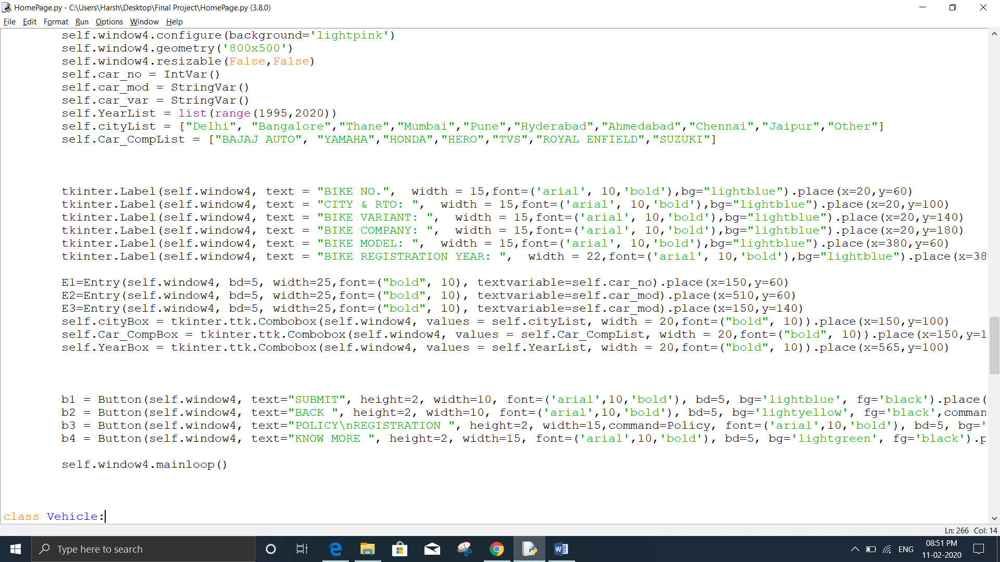 HomePage.py - C:\Users\Harsh\Desktop\Final Project\HomePage.py (3.8.0)
File Edit Format Run Options Window Help
self.window4.configure(background='lightpink')
self.window4.geometry('800x500')
self.window4.resizable(False,False)
self.car_no = IntVar()
self.car_mod = StringVar()
self.car_var = StringVar()
self.YearList = list(range(1995,2020))
self.cityList = ["Delhi", "Bangalore","Thane","Mumbai","Pune","Hyderabad","Ahmedabad","Chennai","Jaipur","Other"]
self.Car_CompList = ["BAJAJ AUTO", "YAMAHA","HONDA","HERO","TVS","ROYAL ENFIELD","SUZUKI"]
tkinter.Label(self.window4, text = "BIKE NO.",  width = 15,font=('arial', 10,'bold'),bg="lightblue").place(x=20,y=60)
tkinter.Label(self.window4, text = "CITY & RTO: ",  width = 15,font=('arial', 10,'bold'),bg="lightblue").place(x=20,y=100)
tkinter.Label(self.window4, text = "BIKE VARIANT: ",  width = 15,font=('arial', 10,'bold'),bg="lightblue").place(x=20,y=140)
tkinter.Label(self.window4, text = "BIKE COMPANY: ",  width = 15,font=('arial', 10,'bold'),bg="lightblue").place(x=20,y=180)
tkinter.Label(self.window4, text = "BIKE MODEL: ",  width = 15,font=('arial', 10,'bold'),bg="lightblue").place(x=380,y=60)
tkinter.Label(self.window4, text = "BIKE REGISTRATION YEAR: ",  width = 22,font=('arial', 10,'bold'),bg="lightblue").place(x=38
E1=Entry(self.window4, bd=5, width=25,font=("bold", 10), textvariable=self.car_no).place(x=150,y=60)
E2=Entry(self.window4, bd=5, width=25,font=("bold", 10), textvariable=self.car_mod).place(x=510,y=60)
E3=Entry(self.window4, bd=5, width=25,font=("bold", 10), textvariable=self.car_mod).place(x=150,y=140)
self.cityBox = tkinter.ttk.Combobox(self.window4, values = self.cityList, width = 20,font=("bold", 10)).place(x=150,y=100)
self.Car_CompBox = tkinter.ttk.Combobox(self.window4, values = self.Car_CompList, width = 20,font=("bold", 10)).place(x=150,y=1
self.YearBox = tkinter.ttk.Combobox(self.window4, values = self.YearList, width = 20,font=("bold", 10)).place(x=565,y=100)
b1 = Button(self.window4, text="SUBMIT", height=2, width=10, font=('arial',10,'bold'), bd=5, bg='lightblue', fg='black').place(
b2 = Button(self.window4, text="BACK ", height=2, width=10, font=('arial',10,'bold'), bd=5, bg='lightyellow', fg='black',comman
b3 = Button(self.window4, text="POLICY\nREGISTRATION ", height=2, width=15,command=Policy, font=('arial',10,'bold'), bd=5, bg='
b4 = Button(self.window4, text="KNOW MORE ", height=2, width=15, font=('arial',10,'bold'), bd=5, bg='lightgreen', fg='black').p
self.window4.mainloop()
class Vehicle:
Ln: 266 Col: 14
Type here to search
ENG
08:51 PM
11-02-2020